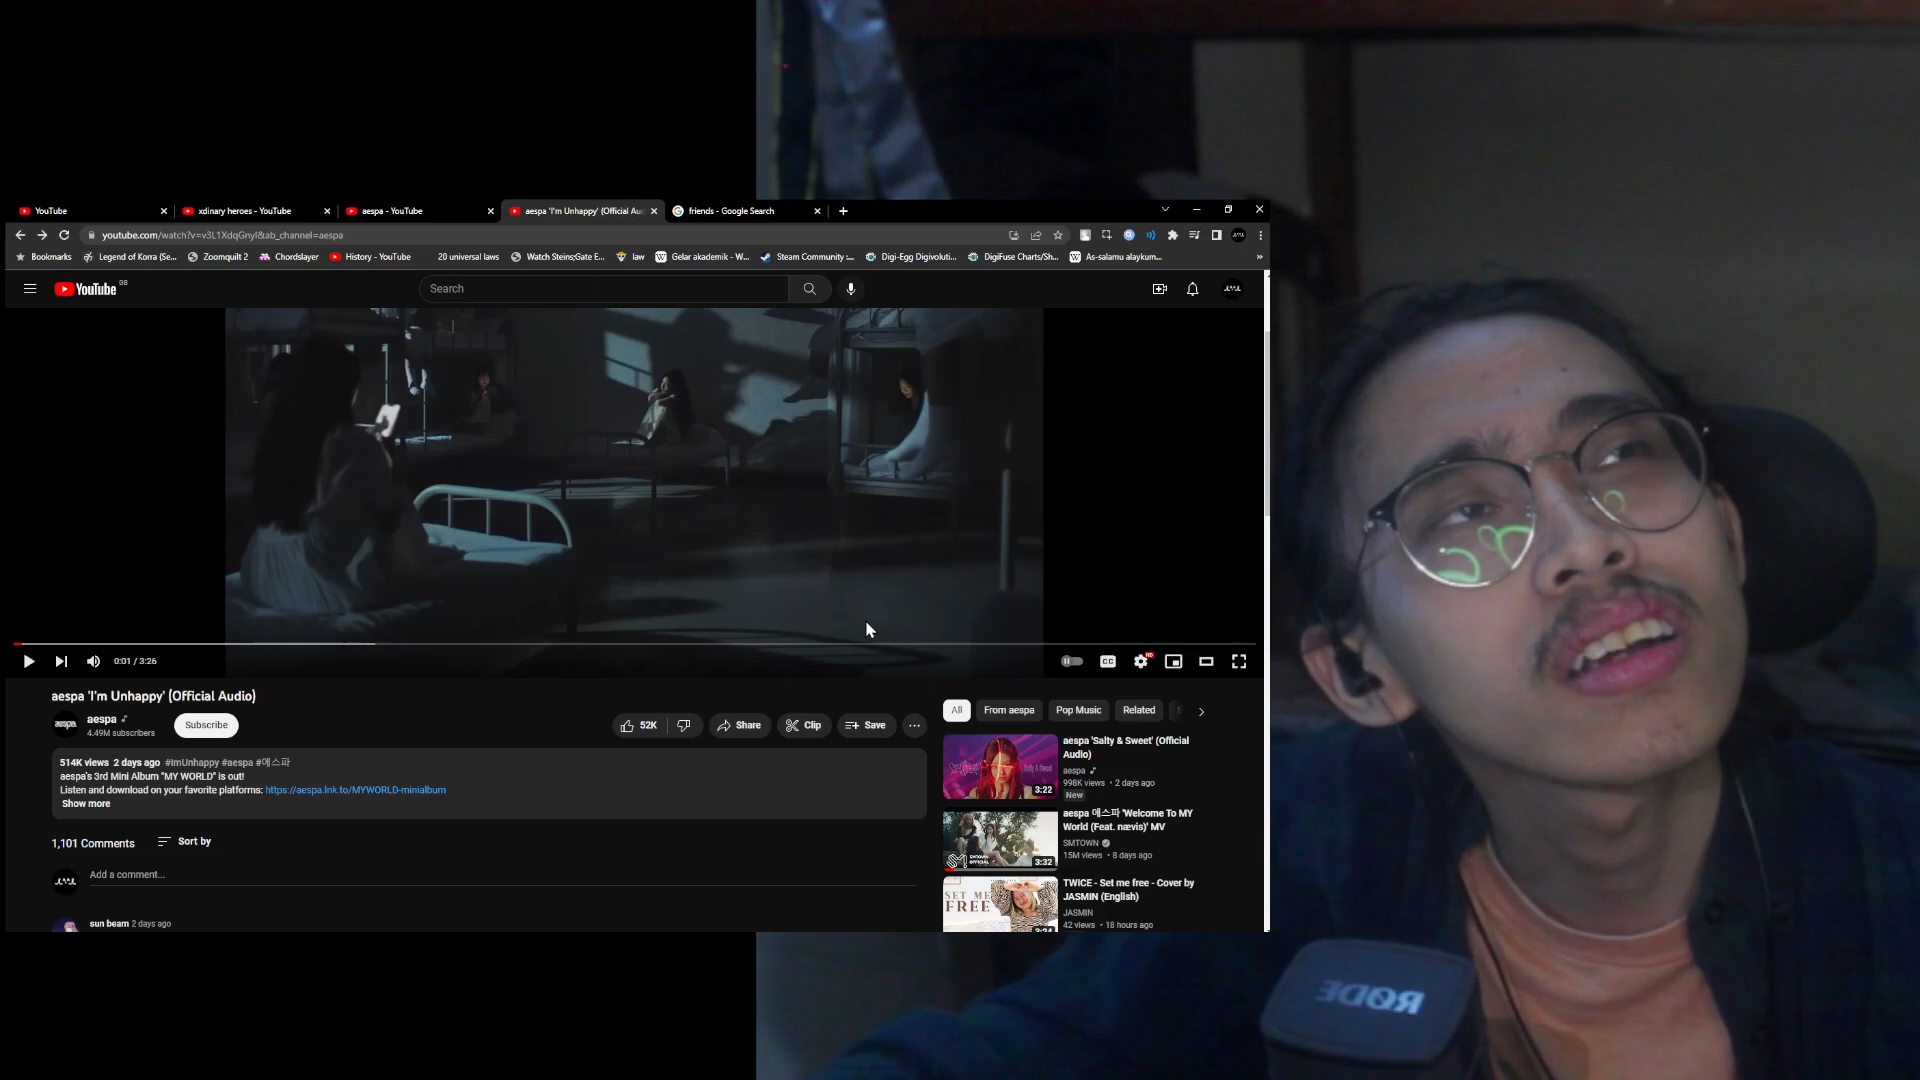 YouTube
xdinary heroes - YouTube
aespa - YouTube
aespa 'I'm Unhappy' (Official Au
friends - Google Search
youtube.com/watch?v=v3L1XdqGnyI&ab_channel=aespa
Bookmarks
Legend of Korra (Se...
Zoomquilt 2
Chordslayer
History - YouTube
20 universal laws
Watch Steins;Gate E...
law
Gelar akademik - W...
Steam Community :...
Digi-Egg Digivoluti...
DigiFuse Charts/Sh...
As-salamu alaykum...
»
YouTube GB
Search
0:01 / 3:26
CC
HD
aespa 'I'm Unhappy' (Official Audio)
aespa
aespa
4.49M subscribers
Subscribe
52K
Share
Clip
Save
514K views 2 days ago #ImUnhappy #aespa #에스파
aespa's 3rd Mini Album "MY WORLD" is out!
Listen and download on your favorite platforms: https://aespa.lnk.to/MYWORLD-minialbum
Show more
1,101 Comments
Sort by
Add a comment...
sun beam 2 days ago
All
From aespa
Pop Music
Related
aespa 'Salty & Sweet' (Official
Audio)
aespa
998K views • 2 days ago
New
3:22
aespa 에스파 'Welcome To MY
World (Feat. nævis)' MV
SMTOWN
15M views • 8 days ago
3:32
TWICE - Set me free - Cover by
JASMIN (English)
JASMIN
42 views • 18 hours ago
SET ME
FREE
3:24
RØDE